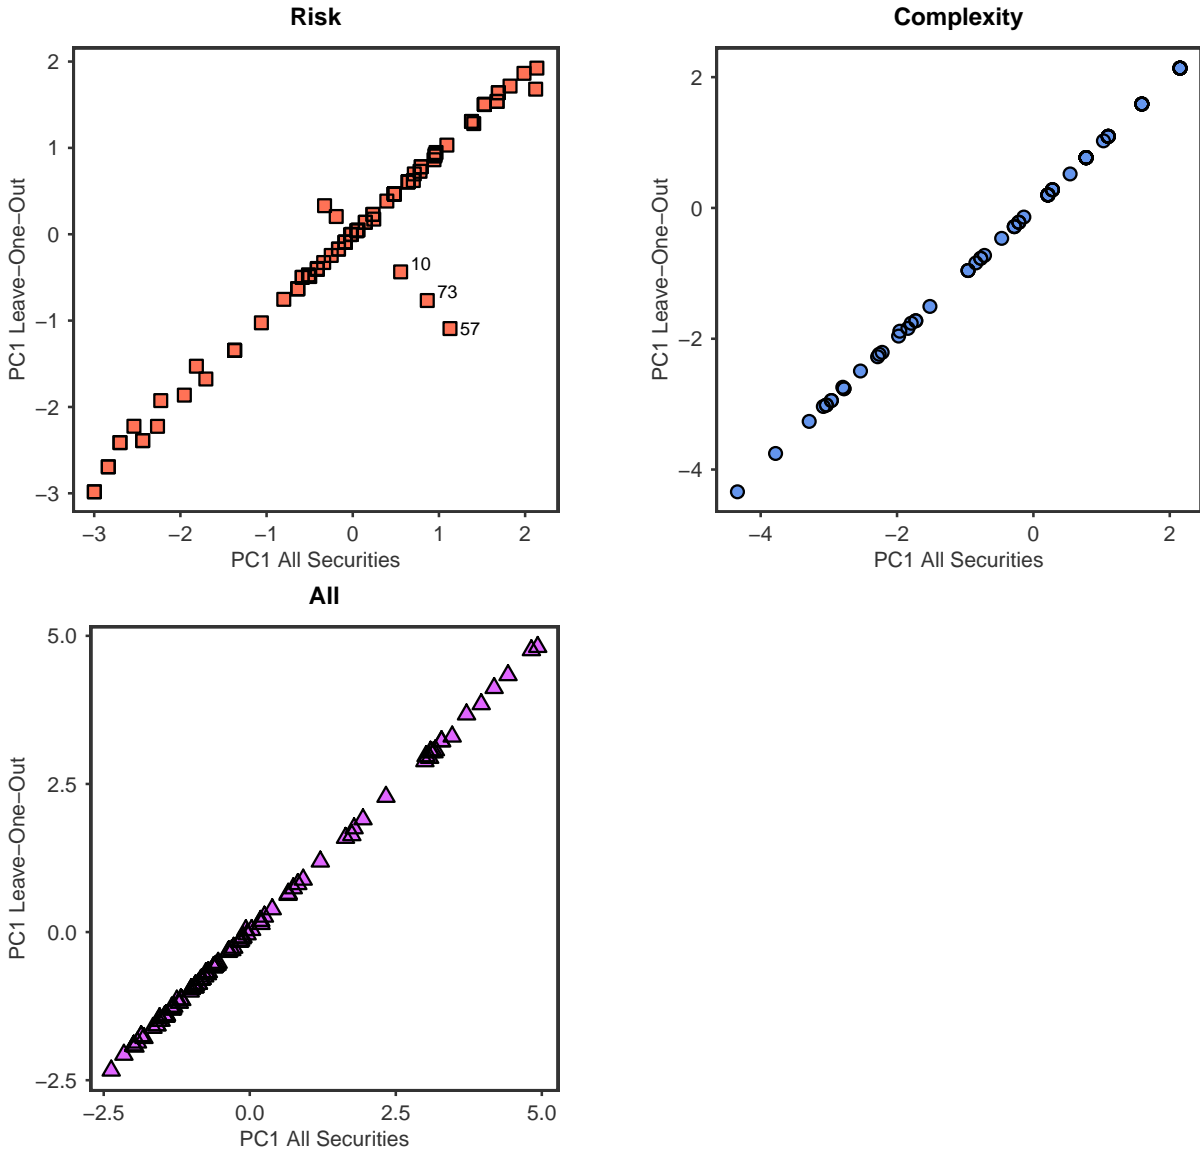 Risk
PC1 Leave−One−Out
2
1
0
−1
−2
−3
10
73
57
−3 −2 −1 0 1 2
PC1 All Securities
Complexity
PC1 Leave−One−Out
2
0
−2
−4
−4 −2 0 2
PC1 All Securities
All
PC1 Leave−One−Out
5.0
2.5
0.0
−2.5
−2.5 0.0 2.5 5.0
PC1 All Securities